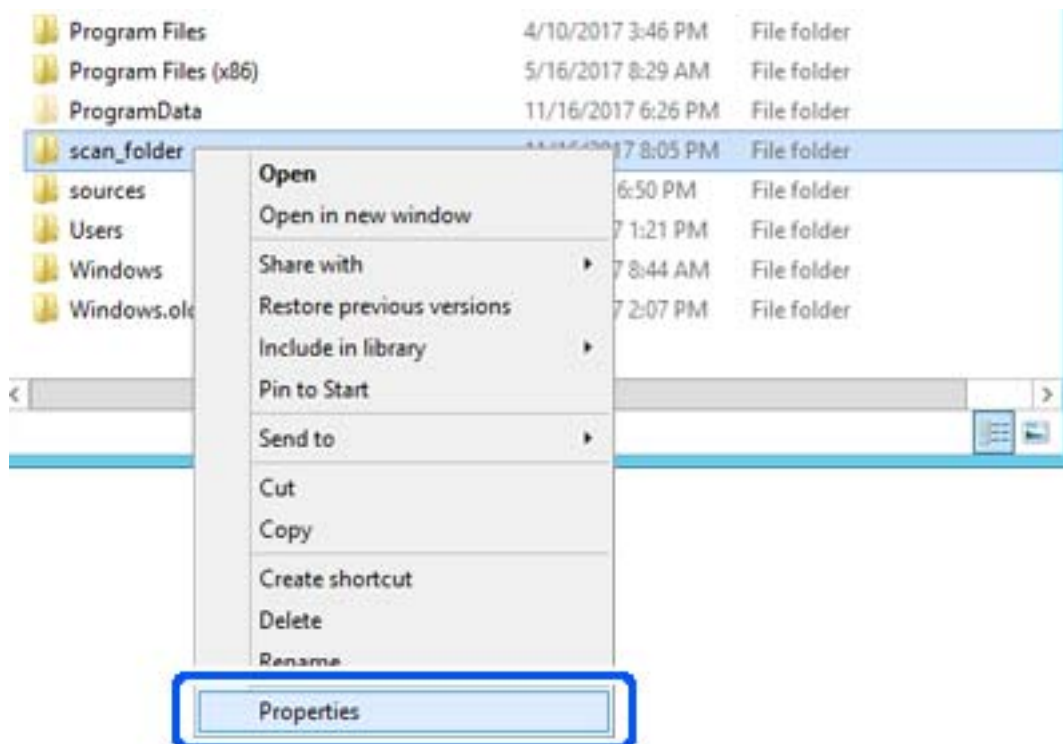 Program Files 4/10/2017 3:46 PM File folder
Program Files (x86) 5/16/2017 8:29 AM File folder
ProgramData 11/16/2017 6:26 PM File folder
scan_folder 17 8:05 PM File folder
sources 6:50 PM File folder
Users 7 1:21 PM File folder
Windows 7 8:44 AM File folder
Windows.old 7 2:07 PM File folder
Open
Open in new window
Share with
Restore previous versions
Include in library
Pin to Start
Send to
Cut
Copy
Create shortcut
Delete
Rename
Properties